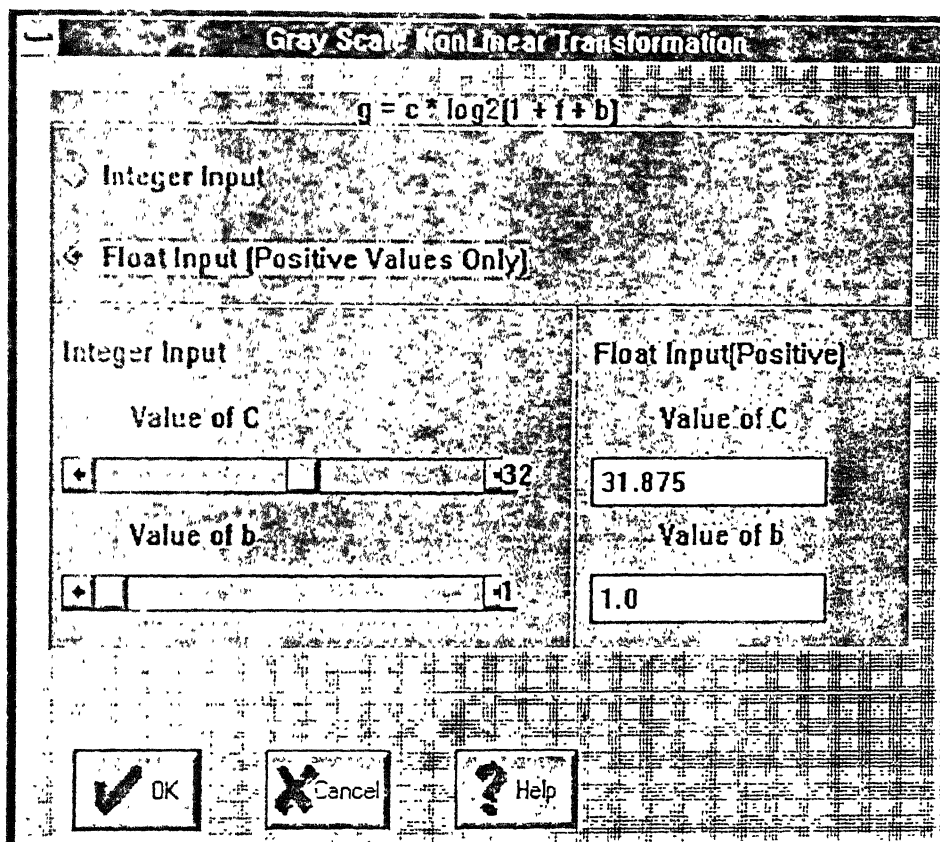 Gray Scale NonLinear Transformation
g = c * log2(1 + f + b)
Integer Input
Float Input (Positive Values Only)
Integer Input
Value of C
32
Value of b
1
Float Input(Positive)
Value of C
31.875
Value of b
1.0
OK
Cancel
Help